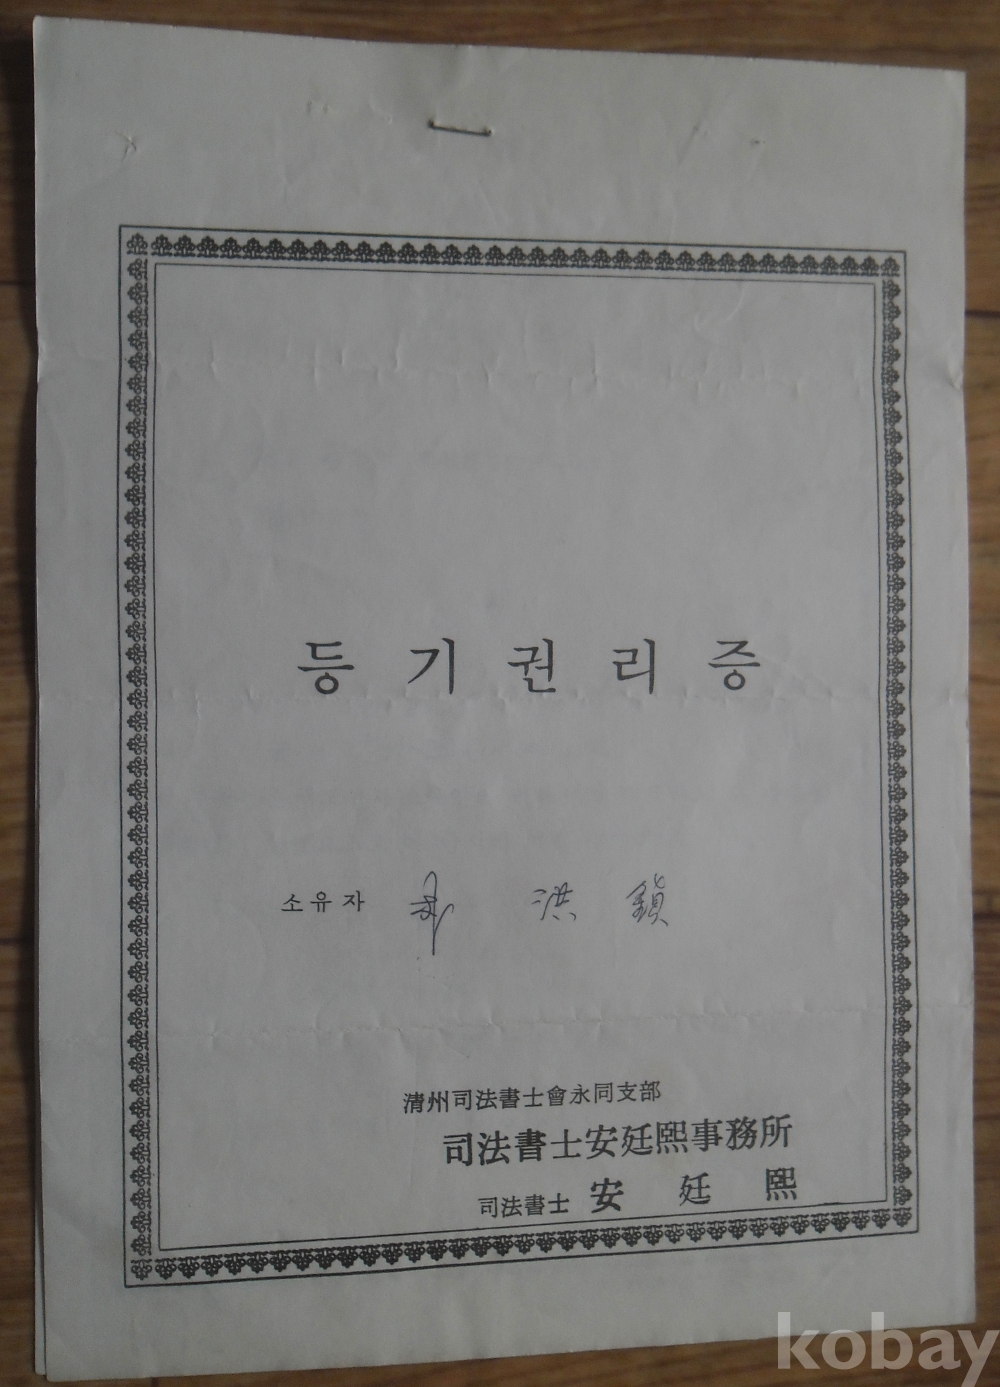 등기권리증
소유자 洪鎭
清州司法書士會永同支部
司法書士安廷熙事務所
司法書士 安廷熙
kobay